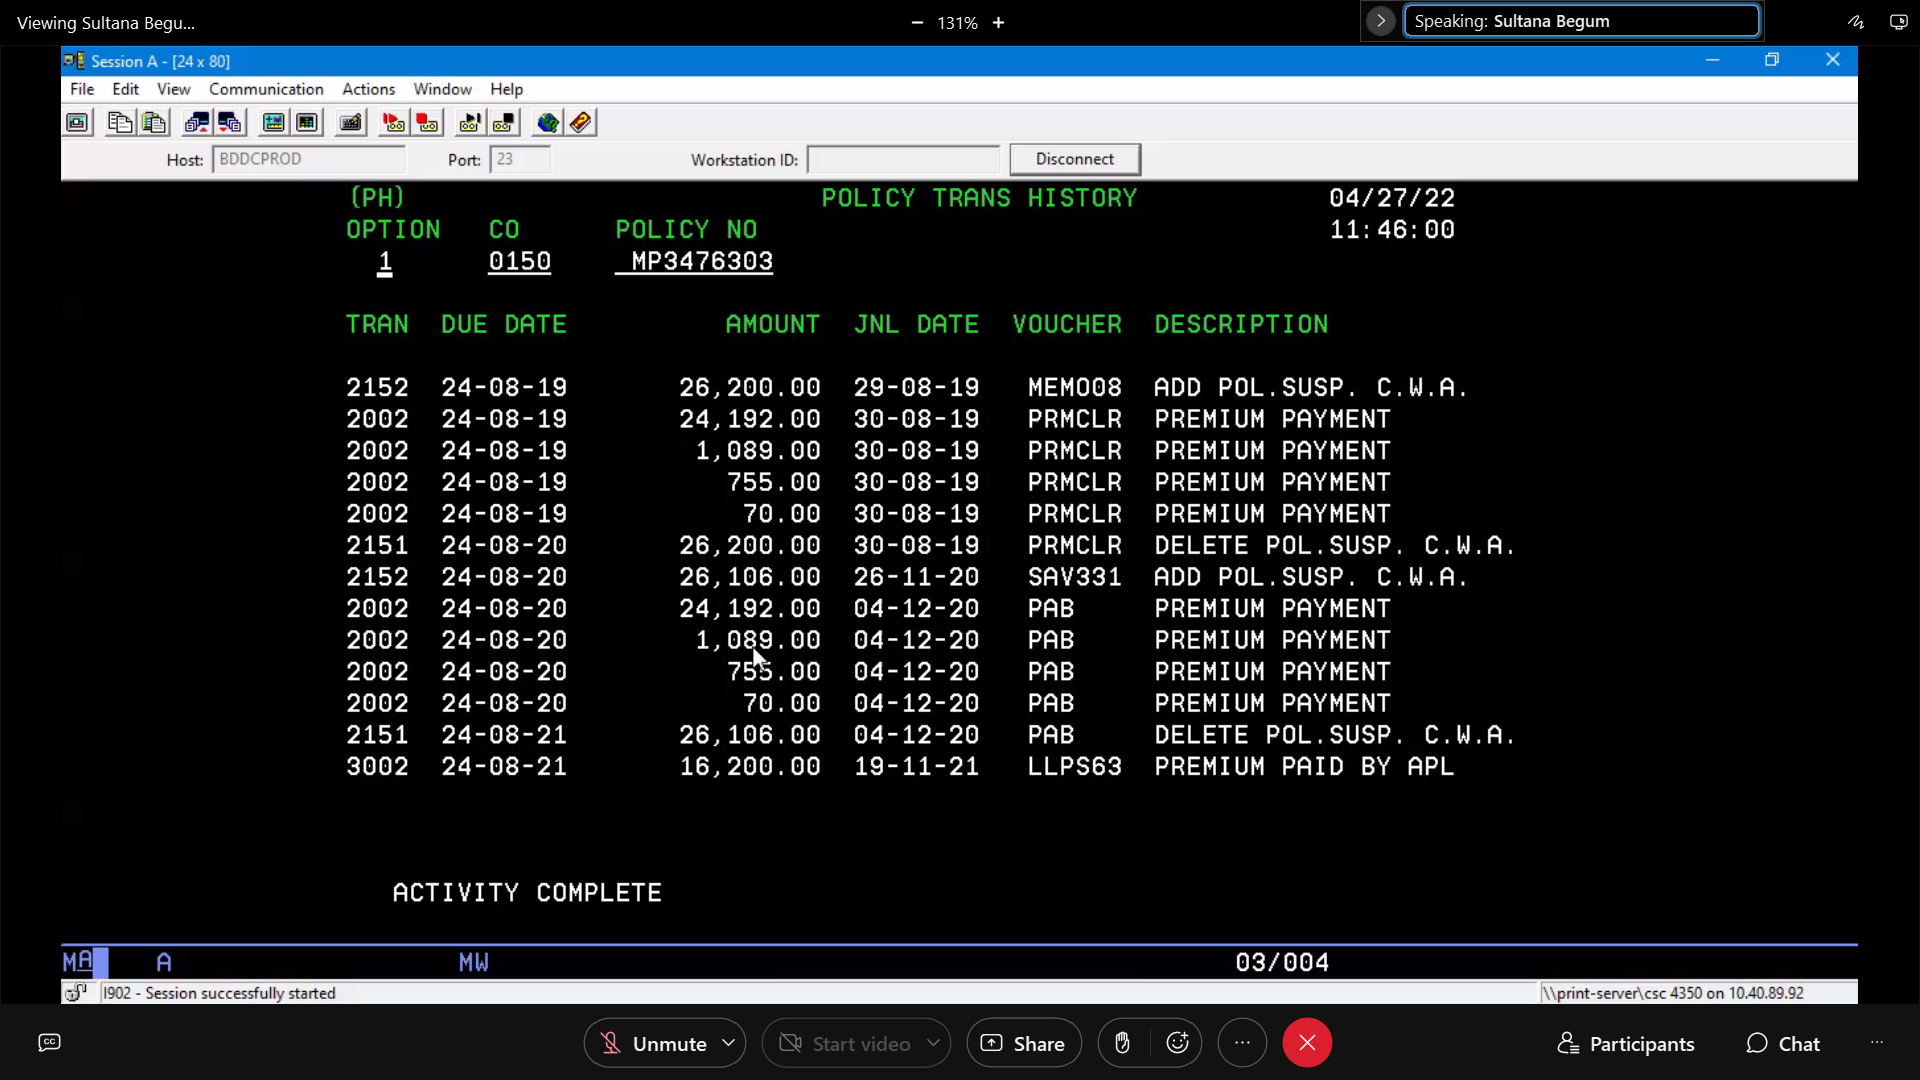 Viewing Sultana Begu...
131%
Speaking: Sultana Begum
Session A - [24 x 80]
File Edit View Communication Actions Window Help
Host: BDDCPROD Port: 23 Workstation ID: Disconnect
(PH) POLICY TRANS HISTORY 04/27/22
OPTION CO POLICY NO 11:46:00
1 0150 MP3476303
TRAN DUE DATE AMOUNT JNL DATE VOUCHER DESCRIPTION
2152 24-08-19 26,200.00 29-08-19 MEMO08 ADD POL.SUSP. C.W.A.
2002 24-08-19 24,192.00 30-08-19 PRMCLR PREMIUM PAYMENT
2002 24-08-19 1,089.00 30-08-19 PRMCLR PREMIUM PAYMENT
2002 24-08-19 755.00 30-08-19 PRMCLR PREMIUM PAYMENT
2002 24-08-19 70.00 30-08-19 PRMCLR PREMIUM PAYMENT
2151 24-08-20 26,200.00 30-08-19 PRMCLR DELETE POL.SUSP. C.W.A.
2152 24-08-20 26,106.00 26-11-20 SAV331 ADD POL.SUSP. C.W.A.
2002 24-08-20 24,192.00 04-12-20 PAB PREMIUM PAYMENT
2002 24-08-20 1,089.00 04-12-20 PAB PREMIUM PAYMENT
2002 24-08-20 755.00 04-12-20 PAB PREMIUM PAYMENT
2002 24-08-20 70.00 04-12-20 PAB PREMIUM PAYMENT
2151 24-08-21 26,106.00 04-12-20 PAB DELETE POL.SUSP. C.W.A.
3002 24-08-21 16,200.00 19-11-21 LLPS63 PREMIUM PAID BY APL
ACTIVITY COMPLETE
MA A MW 03/004
I902 - Session successfully started \\print-server\csc 4350 on 10.40.89.92
CC Unmute Start video Share Participants Chat